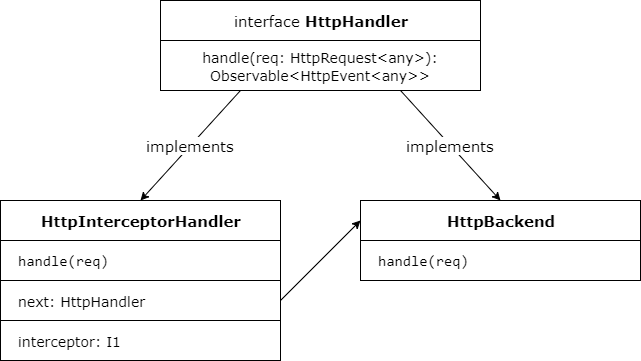 interface HttpHandler
handle(req: HttpRequest<any>):
Observable<HttpEvent<any>>
implements
implements
HttpInterceptorHandler
handle(req)
next: HttpHandler
interceptor: I1
HttpBackend
handle(req)